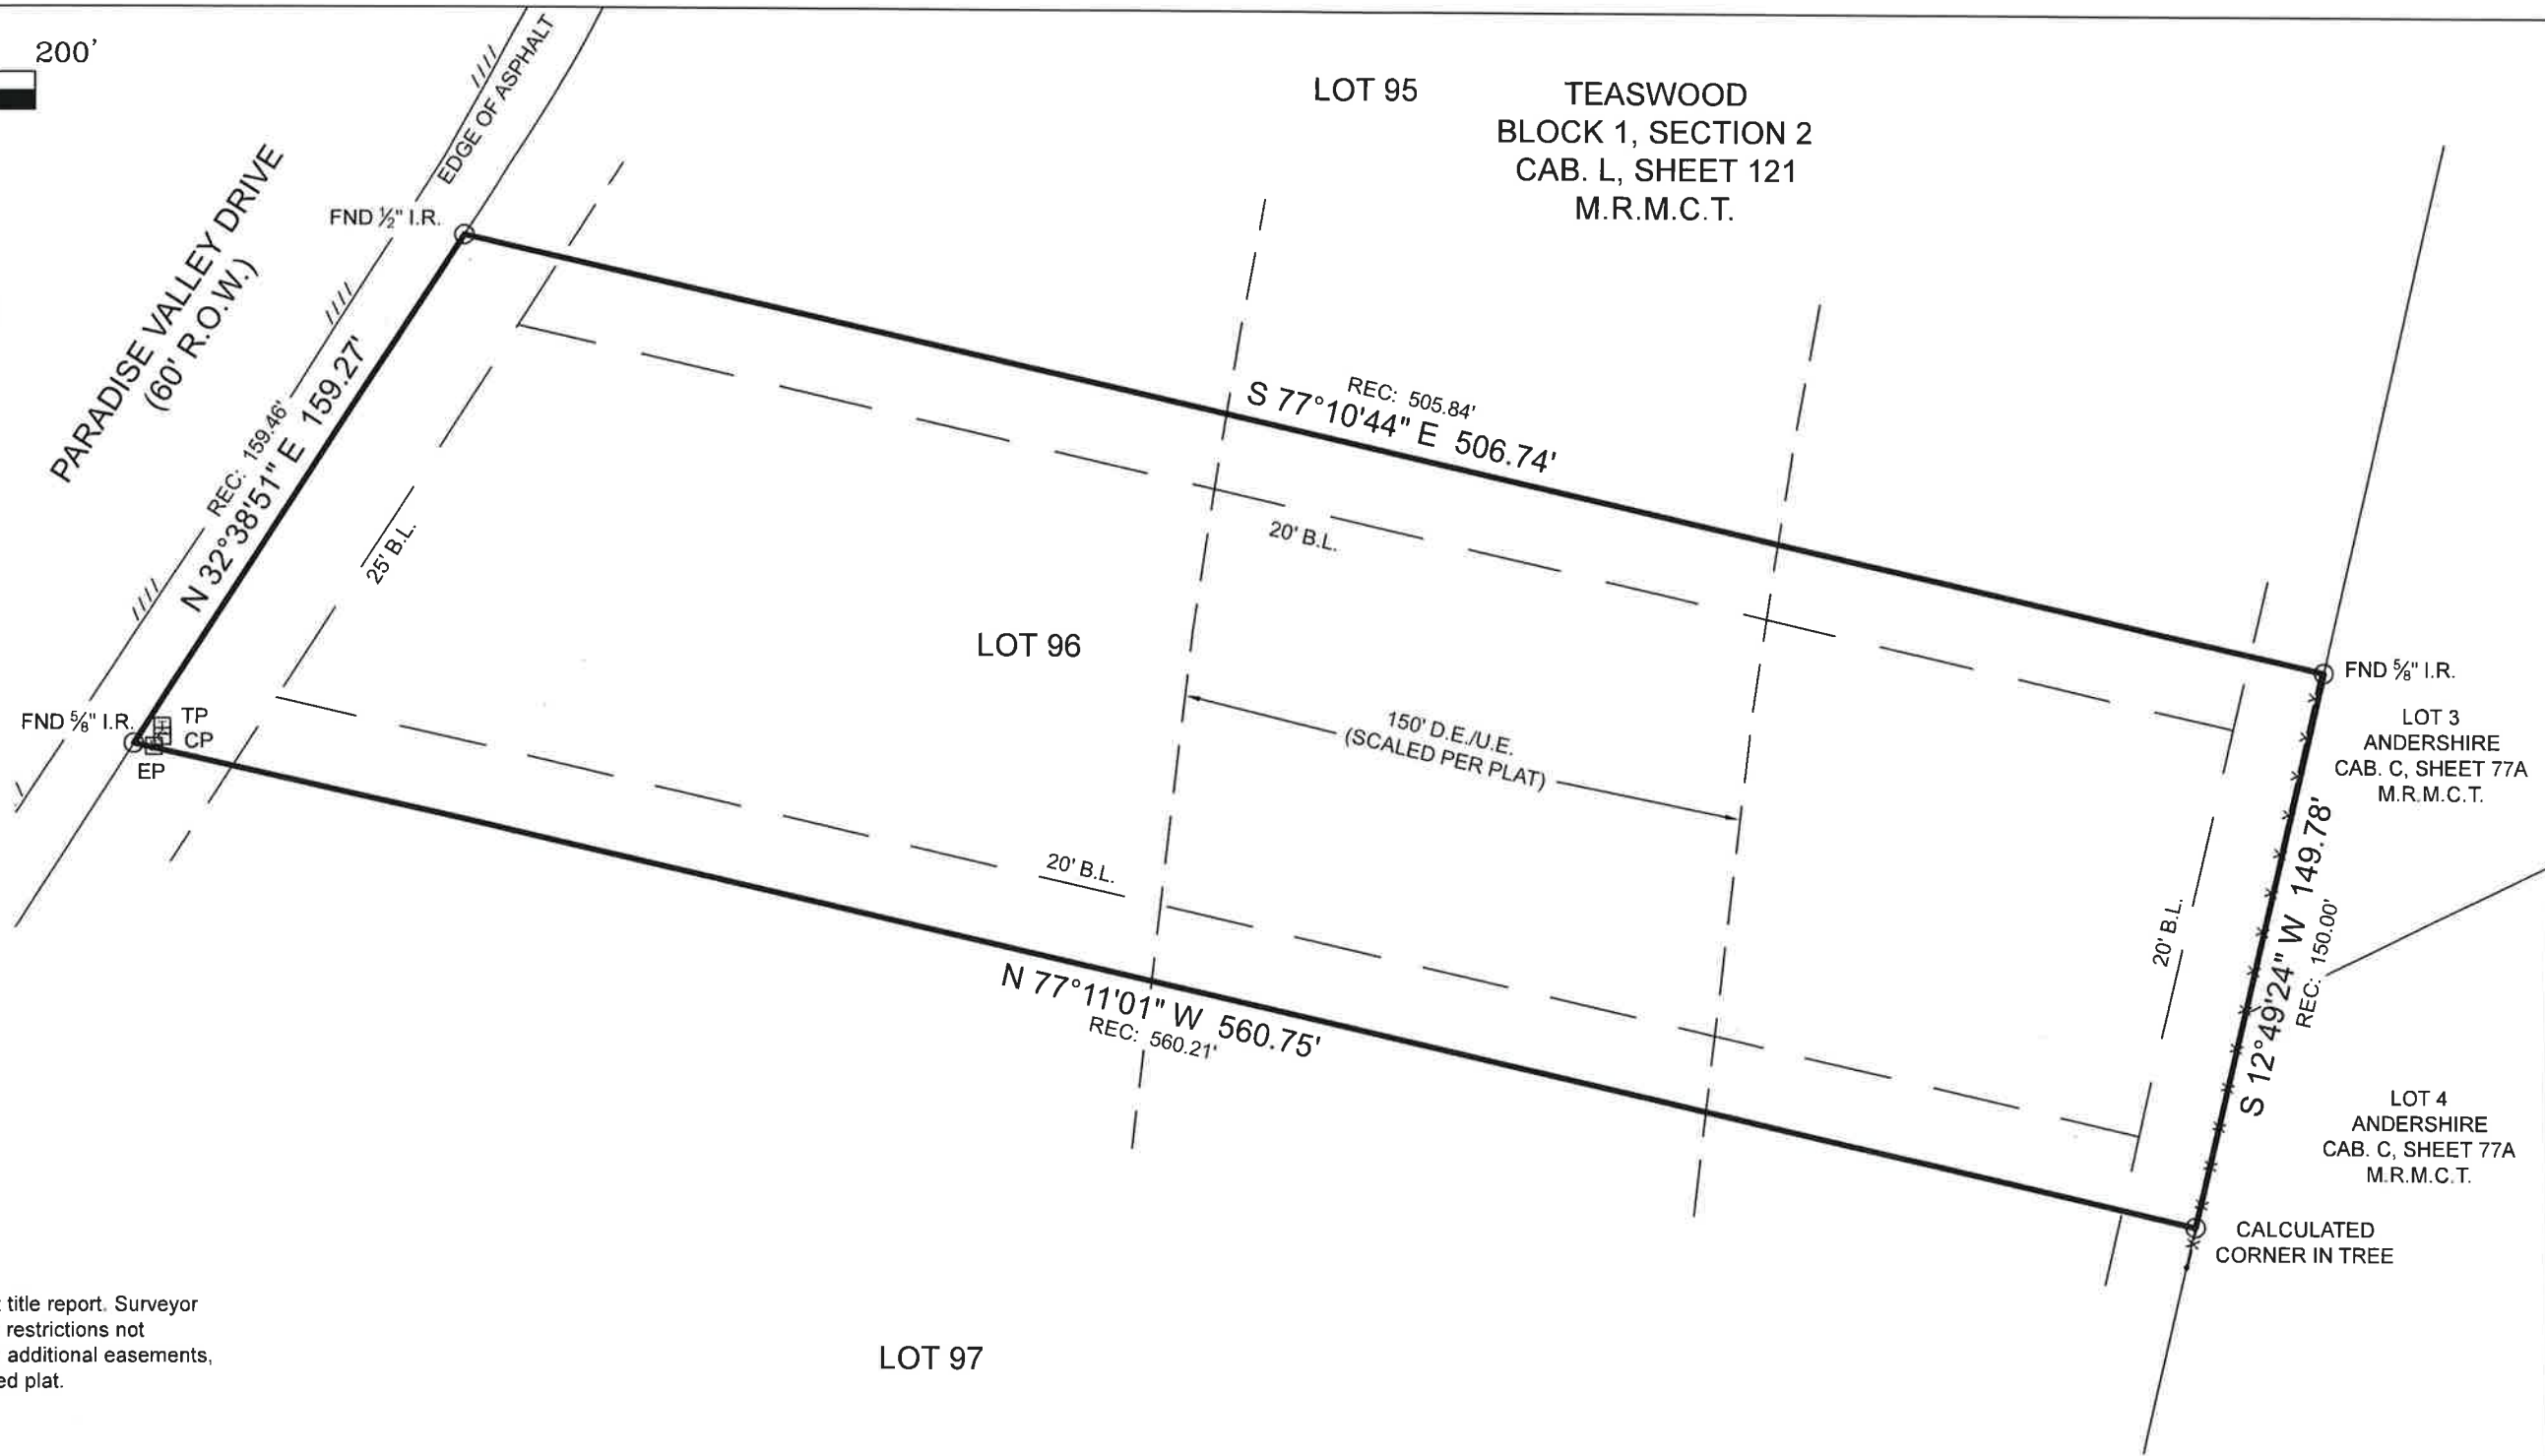 200'
EDGE OF ASPHALT
LOT 95
TEASWOOD
BLOCK 1, SECTION 2
CAB. L, SHEET 121
M.R.M.C.T.
FND ½" I.R.
PARADISE VALLEY DRIVE
(60' R.O.W.)
REC: 159.46'
N 32°38'51" E 159.27'
25' B.L.
REC: 505.84'
S 77°10'44" E 506.74'
20' B.L.
LOT 96
FND ⅝" I.R.
LOT 3
ANDERSHIRE
CAB. C, SHEET 77A
M.R.M.C.T.
FND ⅝" I.R.
TP
CP
EP
150' D.E./U.E.
(SCALED PER PLAT)
20' B.L.
20' B.L.
S 12°49'24" W 149.78'
REC: 150.00'
N 77°11'01" W 560.75'
REC: 560.21'
LOT 4
ANDERSHIRE
CAB. C, SHEET 77A
M.R.M.C.T.
CALCULATED
CORNER IN TREE
title report. Surveyor
restrictions not
additional easements,
ed plat.
LOT 97